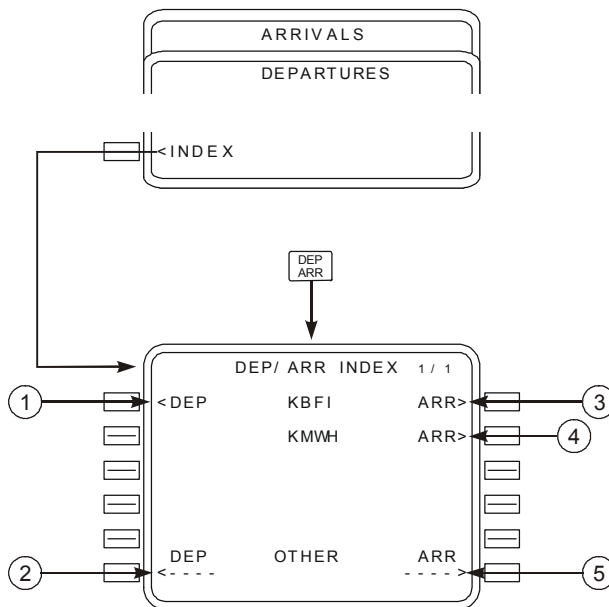 ARRIVALS
DEPARTURES
<INDEX
DEP
ARR
DEP/ ARR INDEX 1 / 1
1 <DEP KBFI ARR> 3
KMWH ARR> 4
DEP OTHER ARR
2 <---- ----> 5